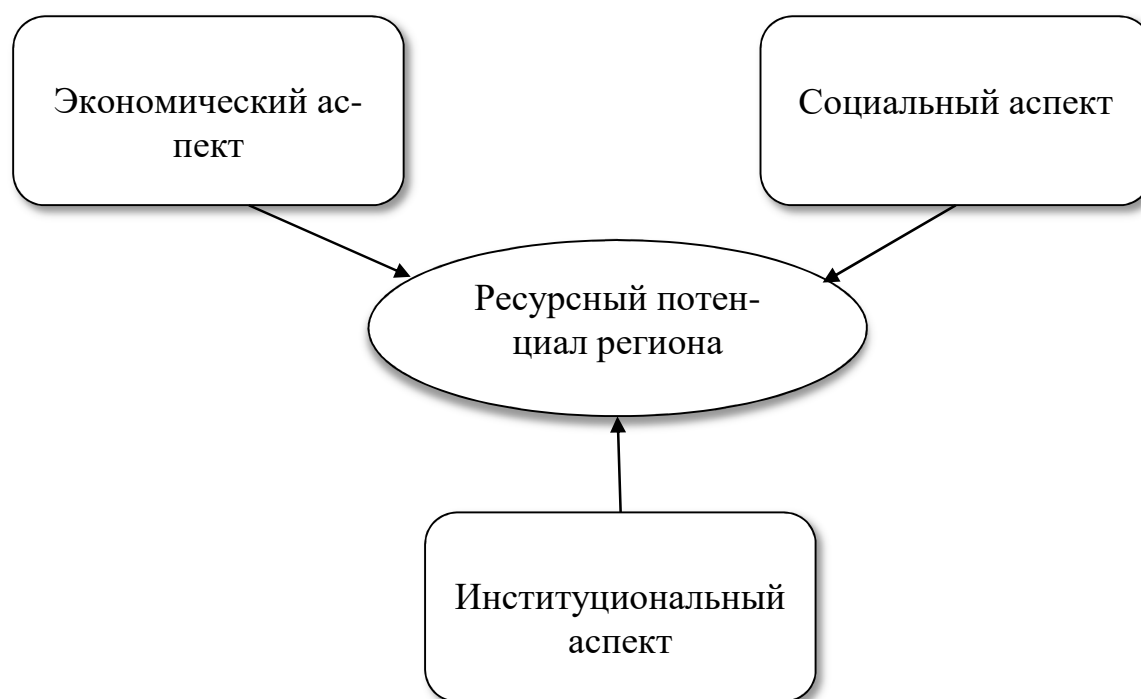 Экономический ас-
пект
Социальный аспект
Ресурсный потен-
циал региона
Институциональный
аспект